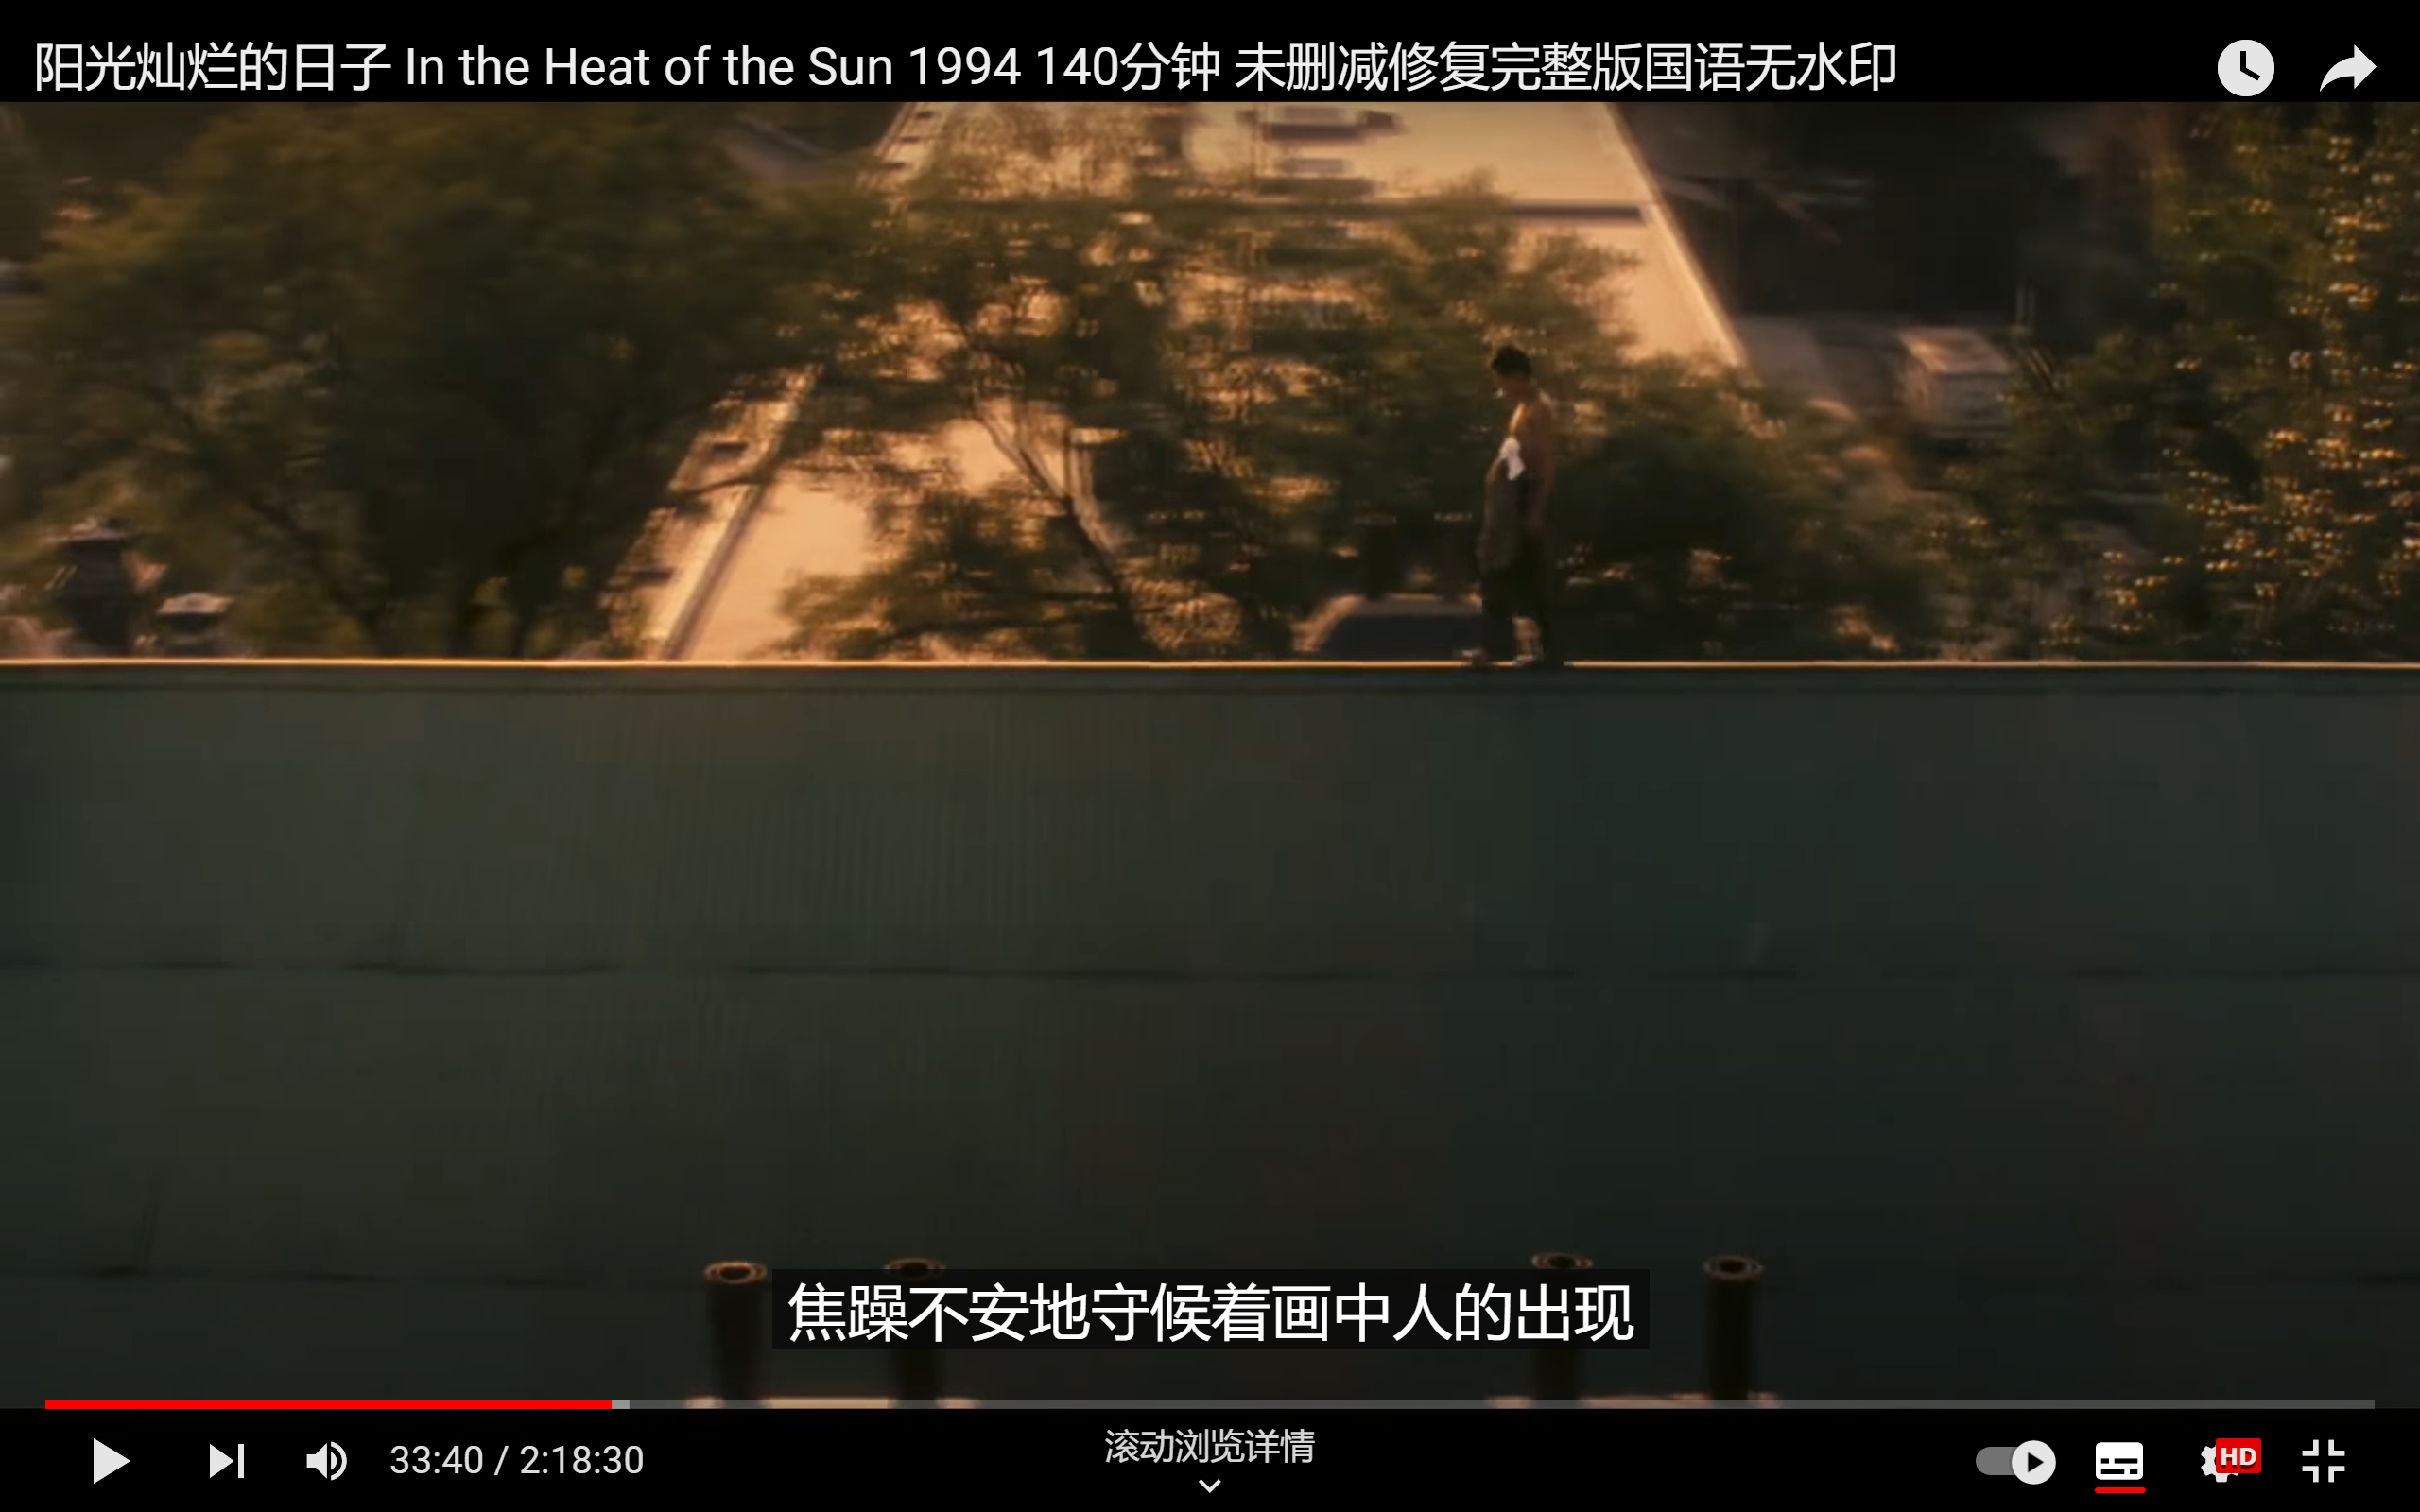 阳光灿烂的日子 In the Heat of the Sun 1994 140分钟 未删减修复完整版国语无水印
焦躁不安地守候着画中人的出现
33:40 / 2:18:30
滚动浏览详情
HD